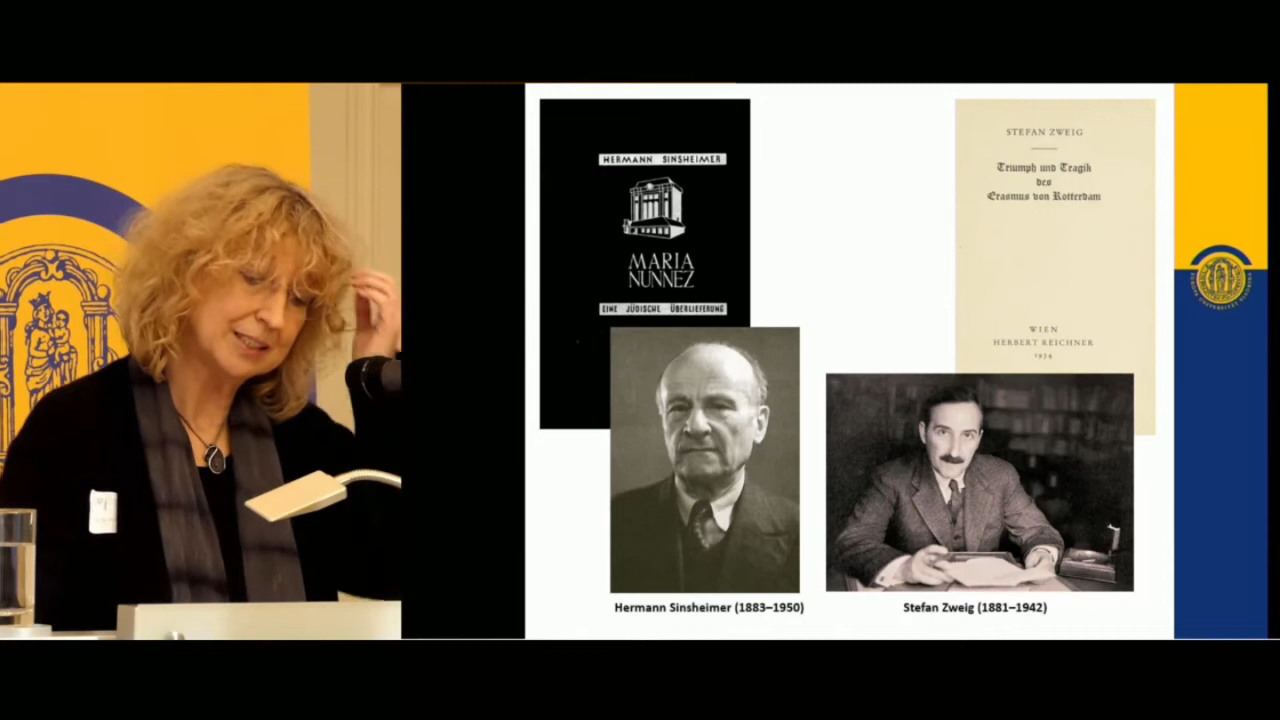 HERMANN SINSHEIMER
MARIA
NUNNEZ
EINE JÜDISCHE ÜBERLIEFERUNG
STEFAN ZWEIG
Triumph und Tragik
des
Erasmus von Rotterdam
WIEN
HERBERT REICHNER
1934
Hermann Sinsheimer (1883–1950)
Stefan Zweig (1881–1942)